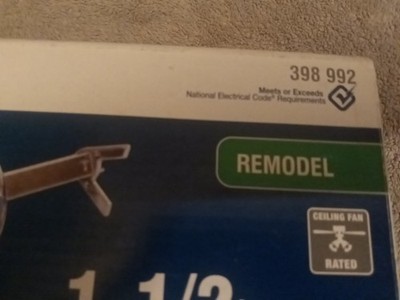 398 992
Meets or Exceeds
National Electrical Code® Requirements
REMODEL
CEILING FAN
RATED
1 1/2